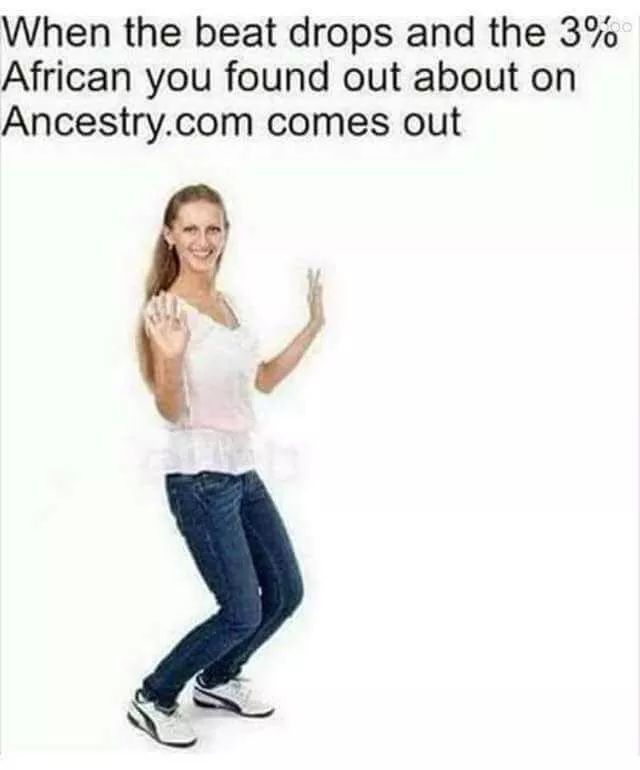 When the beat drops and the 3%
African you found out about on
Ancestry.com comes out